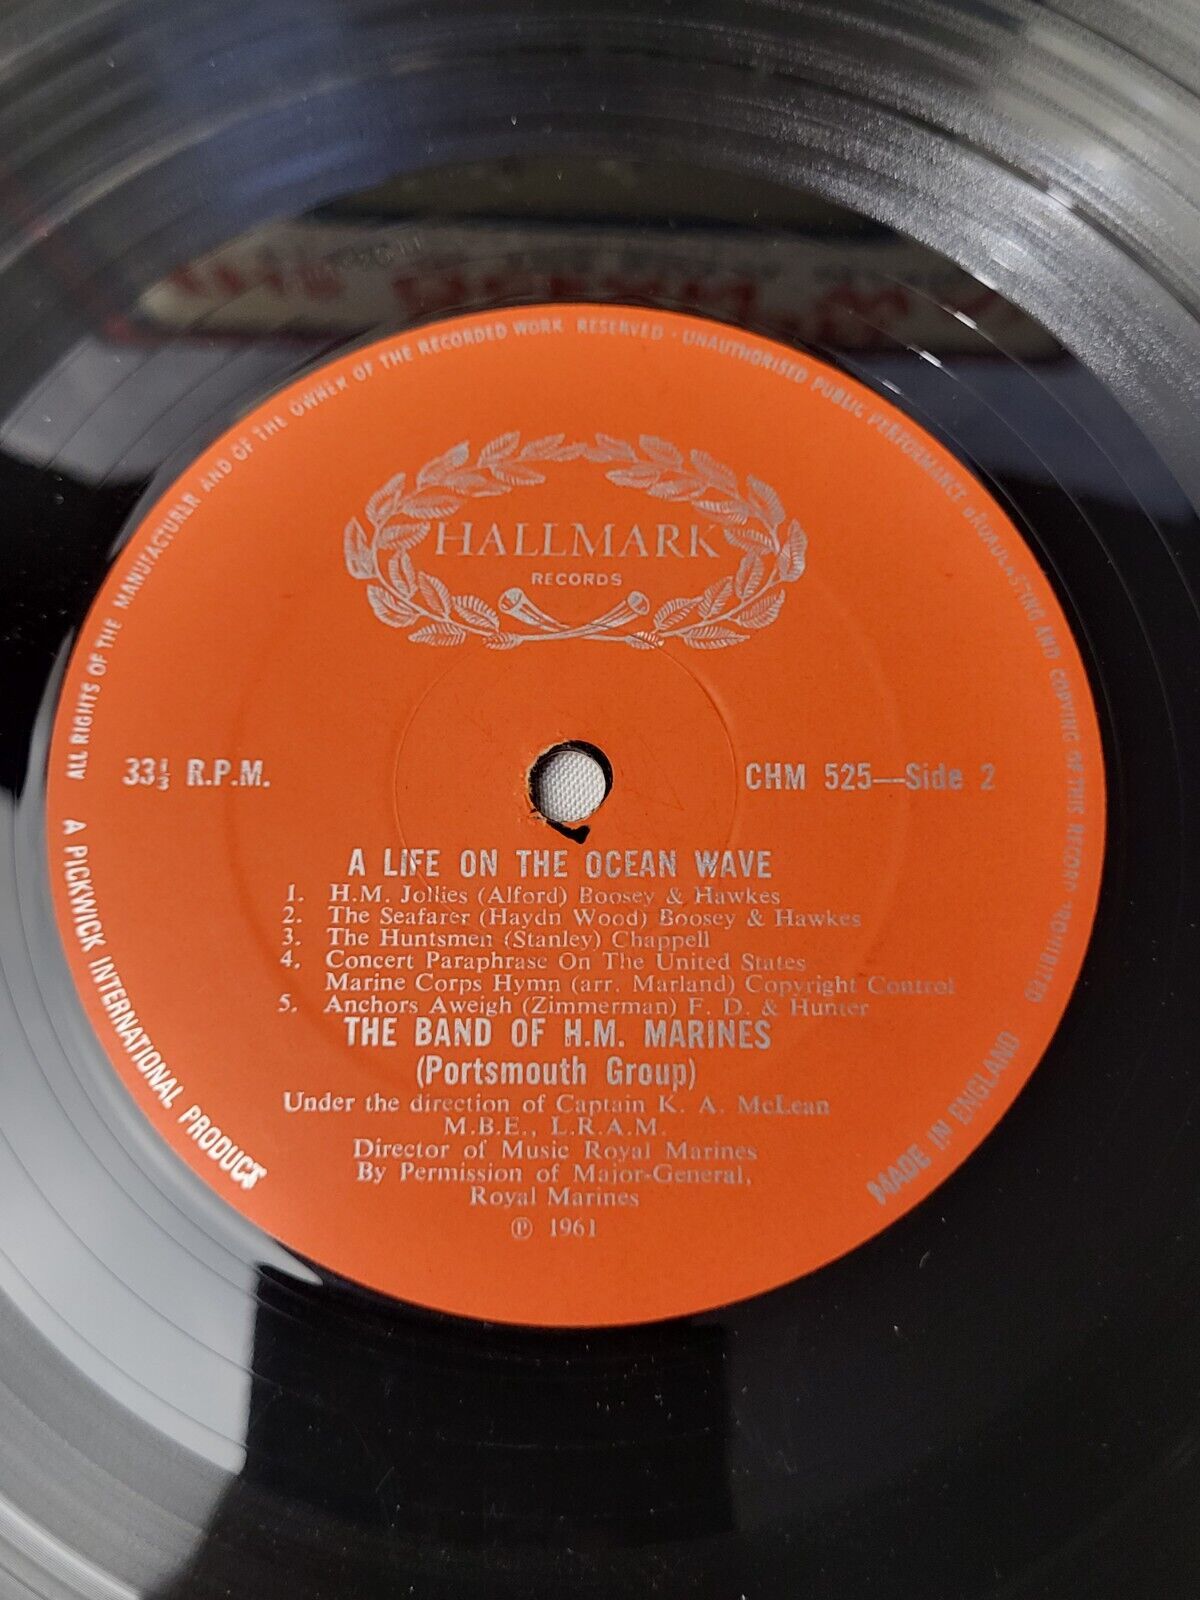 ALL RIGHTS OF THE MANUFACTURER AND OF THE OWNER OF THE RECORDED WORK RESERVED · UNAUTHORISED PUBLIC PERFORMANCE BROADCASTING AND COPYING OF THIS RECORD PROHIBITED
HALLMARK
RECORDS
33⅓ R.P.M.
CHM 525—Side 2
A LIFE ON THE OCEAN WAVE
1. H.M. Jollies (Alford) Boosey & Hawkes
2. The Seafarer (Haydn Wood) Boosey & Hawkes
3. The Huntsmen (Stanley) Chappell
4. Concert Paraphrase On The United States
Marine Corps Hymn (arr. Marland) Copyright Control
5. Anchors Aweigh (Zimmerman) F. D. & Hunter
THE BAND OF H.M. MARINES
(Portsmouth Group)
Under the direction of Captain K. A. McLean
M.B.E., L.R.A.M.
Director of Music Royal Marines
By Permission of Major-General,
Royal Marines
℗ 1961
A PICKWICK INTERNATIONAL PRODUCT
MADE IN ENGLAND